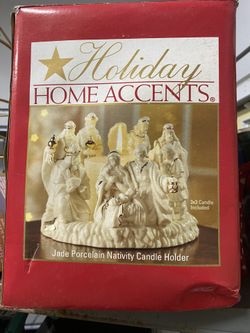 Holiday
HOME ACCENTS®
3x3 Candle
Included
Jade Porcelain Nativity Candle Holder